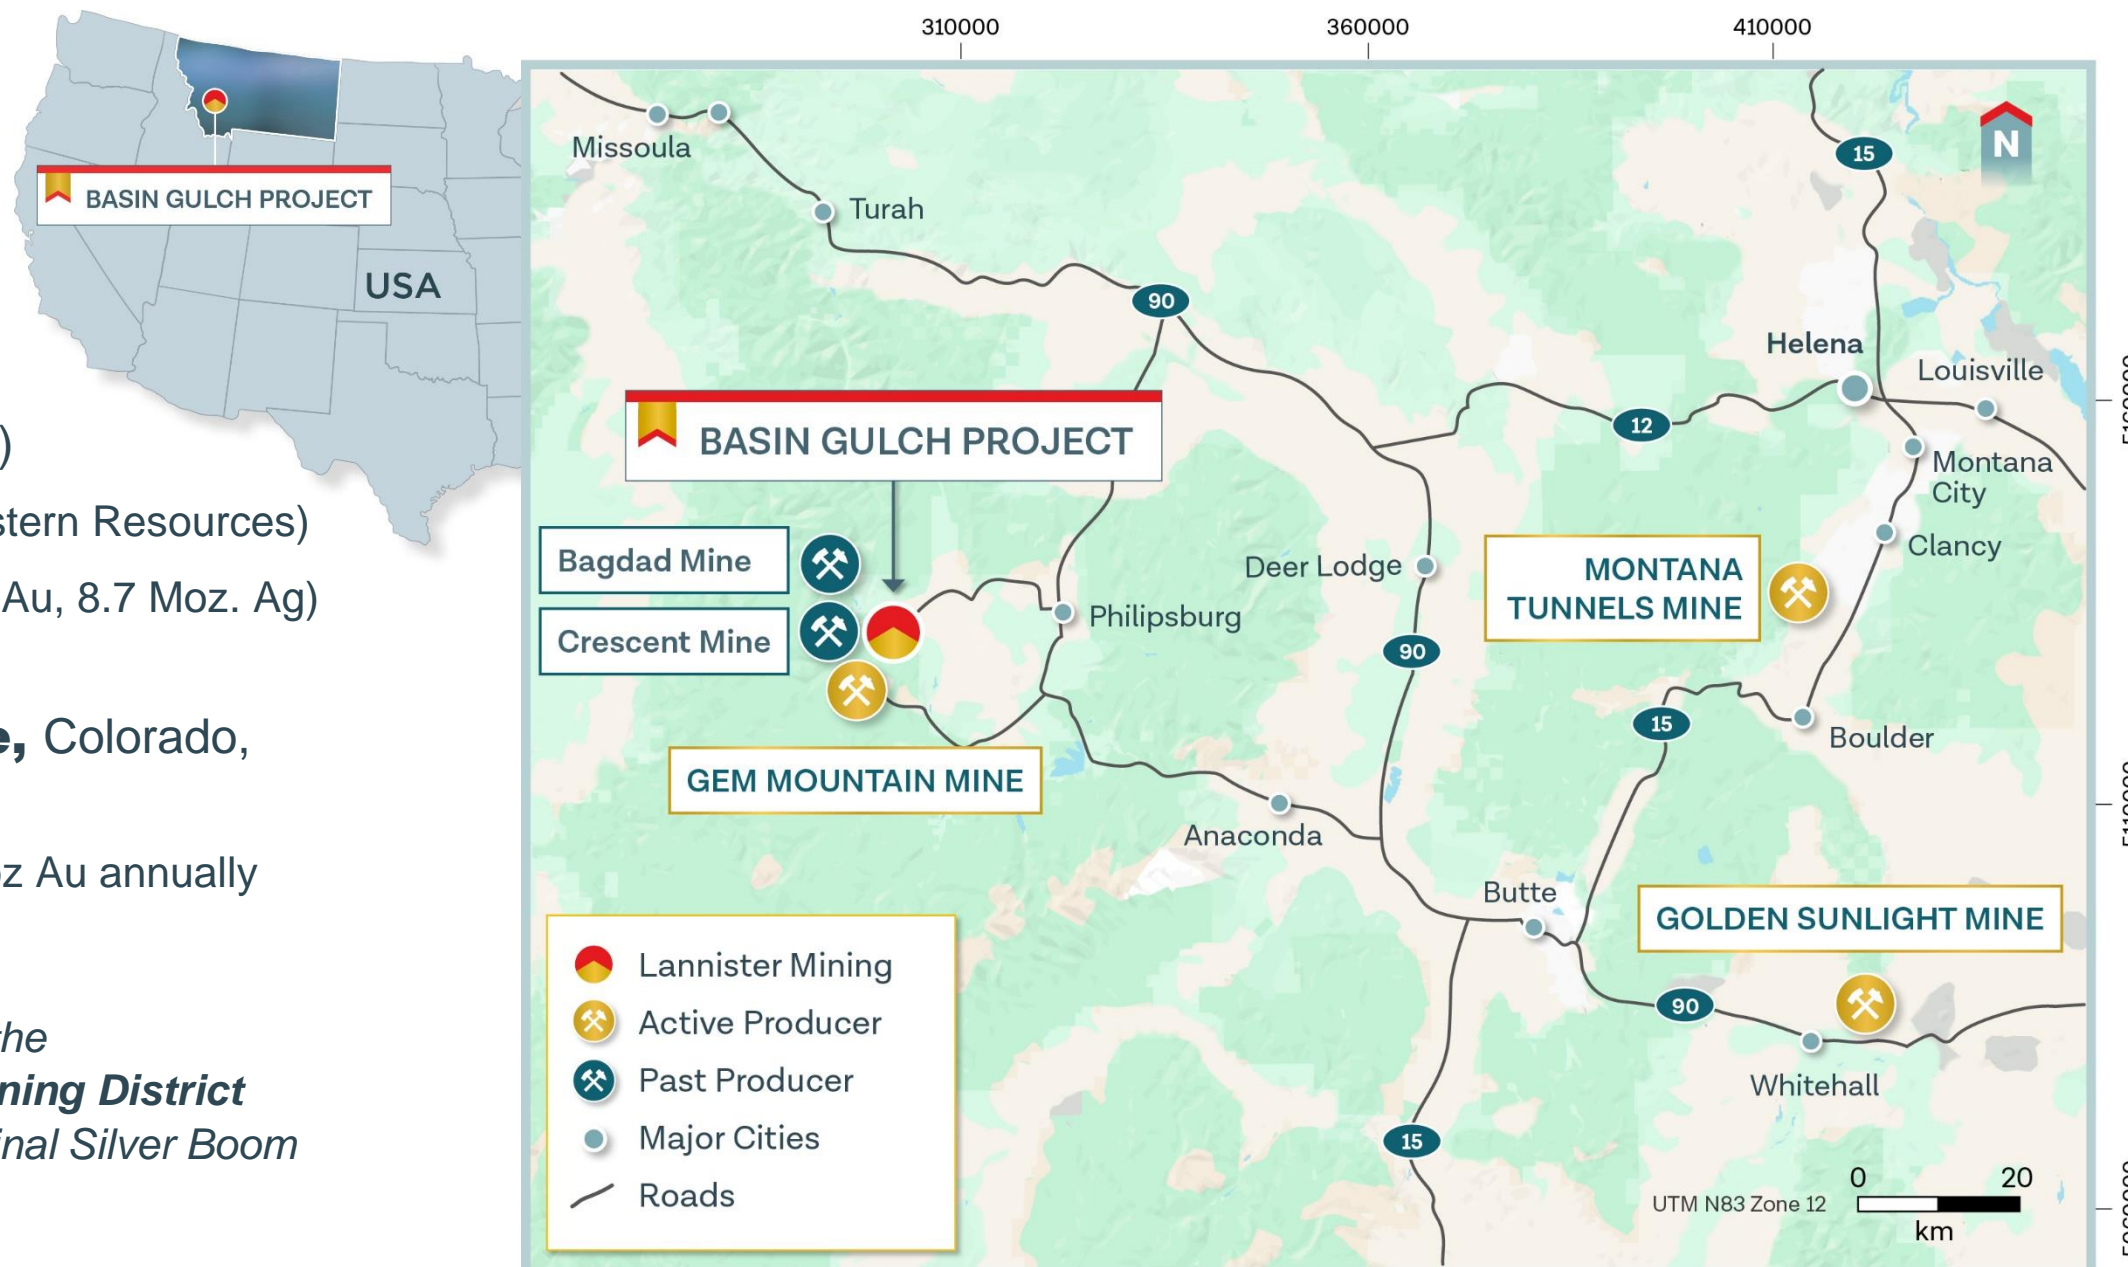 BASIN GULCH PROJECT
USA
)
stern Resources)
Au, 8.7 Moz. Ag)
e, Colorado,
oz Au annually
the
ning District
inal Silver Boom
310000
360000
410000
Missoula
Turah
90
15
N
Helena
Louisville
12
Montana
City
Clancy
BASIN GULCH PROJECT
Bagdad Mine
Crescent Mine
Philipsburg
Deer Lodge
90
MONTANA
TUNNELS MINE
15
Boulder
GEM MOUNTAIN MINE
Anaconda
Butte
GOLDEN SUNLIGHT MINE
90
Whitehall
15
Lannister Mining
Active Producer
Past Producer
Major Cities
Roads
UTM N83 Zone 12
0 20
km